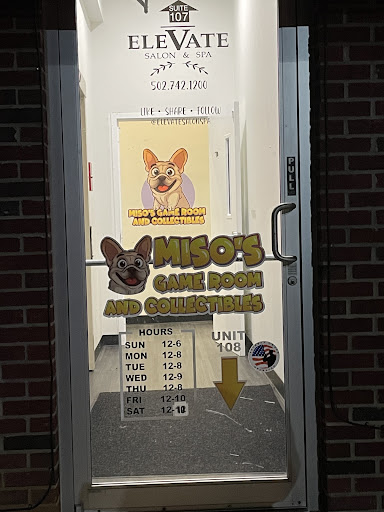 SUITE
107
ELEVATE
SALON & SPA
502.742.1200
LIVE • SHARE • FOLLOW
MISO'S GAME ROOM
AND COLLECTIBLES
PULL
MISO'S
GAME ROOM
AND COLLECTIBLES
HOURS
SUN 12-6
MON 12-8
TUE 12-8
WED 12-9
THU 12-8
FRI 12-10
SAT 12-10
UNIT
108